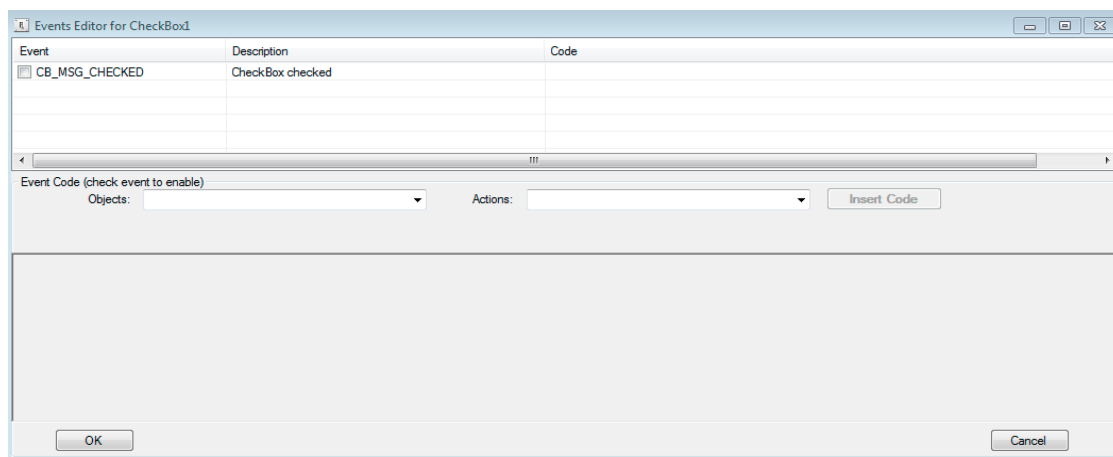 Events Editor for CheckBox1
Event Description Code
CB_MSG_CHECKED CheckBox checked
Event Code (check event to enable)
Objects: Actions: Insert Code
OK Cancel